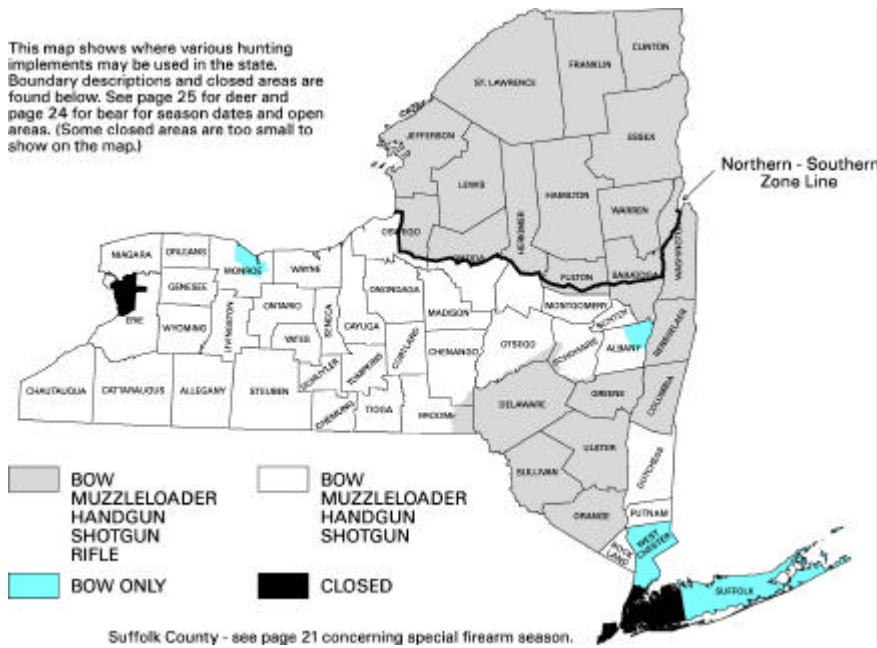 This map shows where various hunting
implements may be used in the state.
Boundary descriptions and closed areas are
found below. See page 25 for deer and
page 24 for bear for season dates and open
areas. (Some closed areas are too small to
show on the map.)
CLINTON
FRANKLIN
ST. LAWRENCE
ESSEX
JEFFERSON
Northern - Southern
Zone Line
LEWIS
HAMILTON
HERKIMER
WARREN
WASHINGTON
OSWEGO
ONEIDA
FULTON
SARATOGA
NIAGARA
ORLEANS
MONROE
WAYNE
GENESEE
ONTARIO
ONONGAGA
MADISON
MONTGOMERY
ERIE
WYOMING
LIVINGSTON
YATES
SENECA
CAYUGA
CORTLAND
CHENANGO
OTSEGO
SCHOHARIE
ALBANY
RENSSELAER
CHAUTAUQUA
CATTARAUGUS
ALLEGANY
STEUBEN
SCHUYLER
TOMPKINS
CHEMUNG
TIOGA
BROOME
DELAWARE
GREENE
COLUMBIA
ULSTER
SULLIVAN
DUTCHESS
ORANGE
PUTNAM
ROCK
LAND
WEST
CHESTER
SUFFOLK
BOW
MUZZLELOADER
HANDGUN
SHOTGUN
RIFLE
BOW
MUZZLELOADER
HANDGUN
SHOTGUN
BOW ONLY
CLOSED
Suffolk County - see page 21 concerning special firearm season.